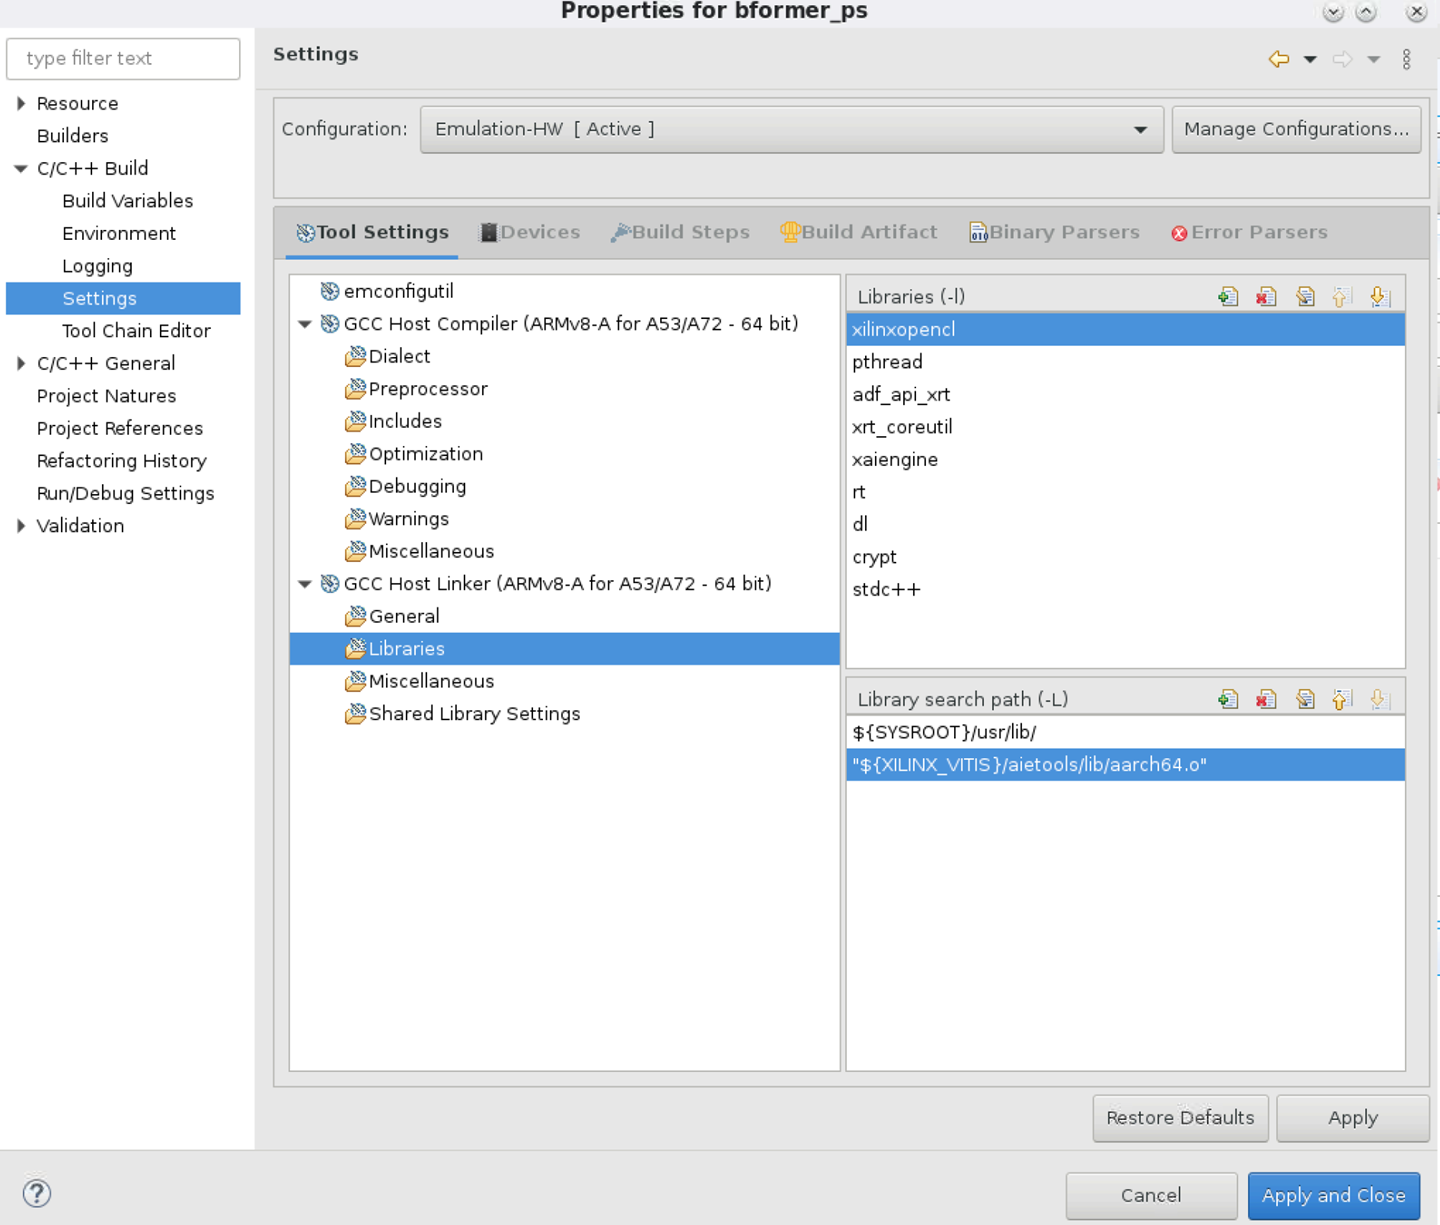 Properties for bformer_ps
type filter text
Resource
Builders
C/C++ Build
Build Variables
Environment
Logging
Settings
Tool Chain Editor
C/C++ General
Project Natures
Project References
Refactoring History
Run/Debug Settings
Validation
Settings
Configuration: Emulation-HW [ Active ] Manage Configurations...
Tool Settings Devices Build Steps Build Artifact Binary Parsers Error Parsers
emconfigutil
GCC Host Compiler (ARMv8-A for A53/A72 - 64 bit)
Dialect
Preprocessor
Includes
Optimization
Debugging
Warnings
Miscellaneous
GCC Host Linker (ARMv8-A for A53/A72 - 64 bit)
General
Libraries
Miscellaneous
Shared Library Settings
Libraries (-l)
xilinxopencl
pthread
adf_api_xrt
xrt_coreutil
xaiengine
rt
dl
crypt
stdc++
Library search path (-L)
${SYSROOT}/usr/lib/
"${XILINX_VITIS}/aietools/lib/aarch64.o"
Restore Defaults Apply
Cancel Apply and Close